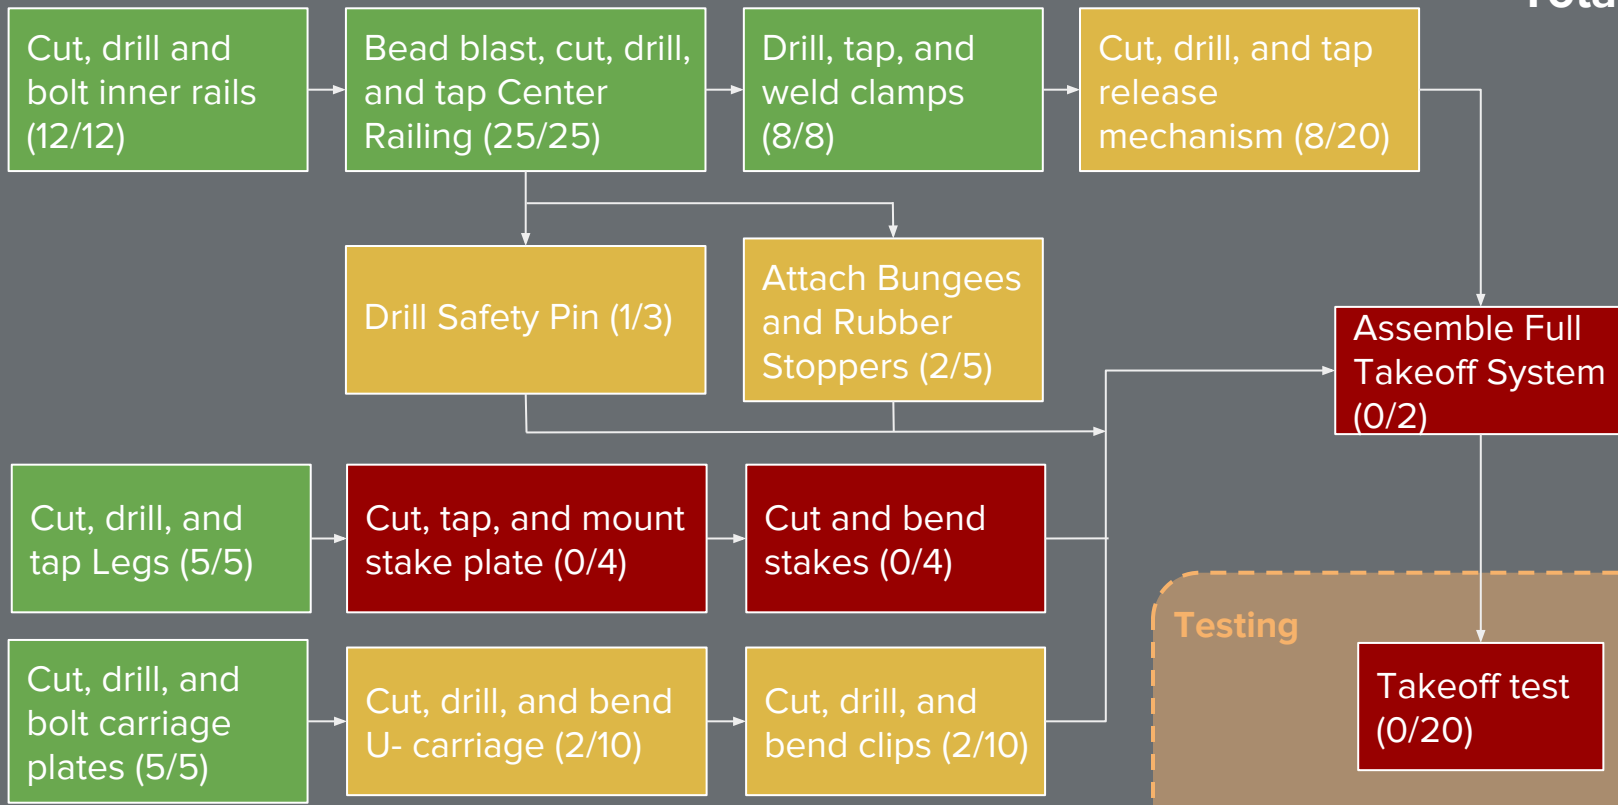 Cut, drill and
bolt inner rails
(12/12)
Bead blast, cut, drill,
and tap Center
Railing (25/25)
Drill, tap, and
weld clamps
(8/8)
Cut, drill, and tap
release
mechanism (8/20)
Drill Safety Pin (1/3)
Attach Bungees
and Rubber
Stoppers (2/5)
Assemble Full
Takeoff System
(0/2)
Cut, drill, and
tap Legs (5/5)
Cut, tap, and mount
stake plate (0/4)
Cut and bend
stakes (0/4)
Testing
Cut, drill, and
bolt carriage
plates (5/5)
Cut, drill, and bend
U- carriage (2/10)
Cut, drill, and
bend clips (2/10)
Takeoff test
(0/20)